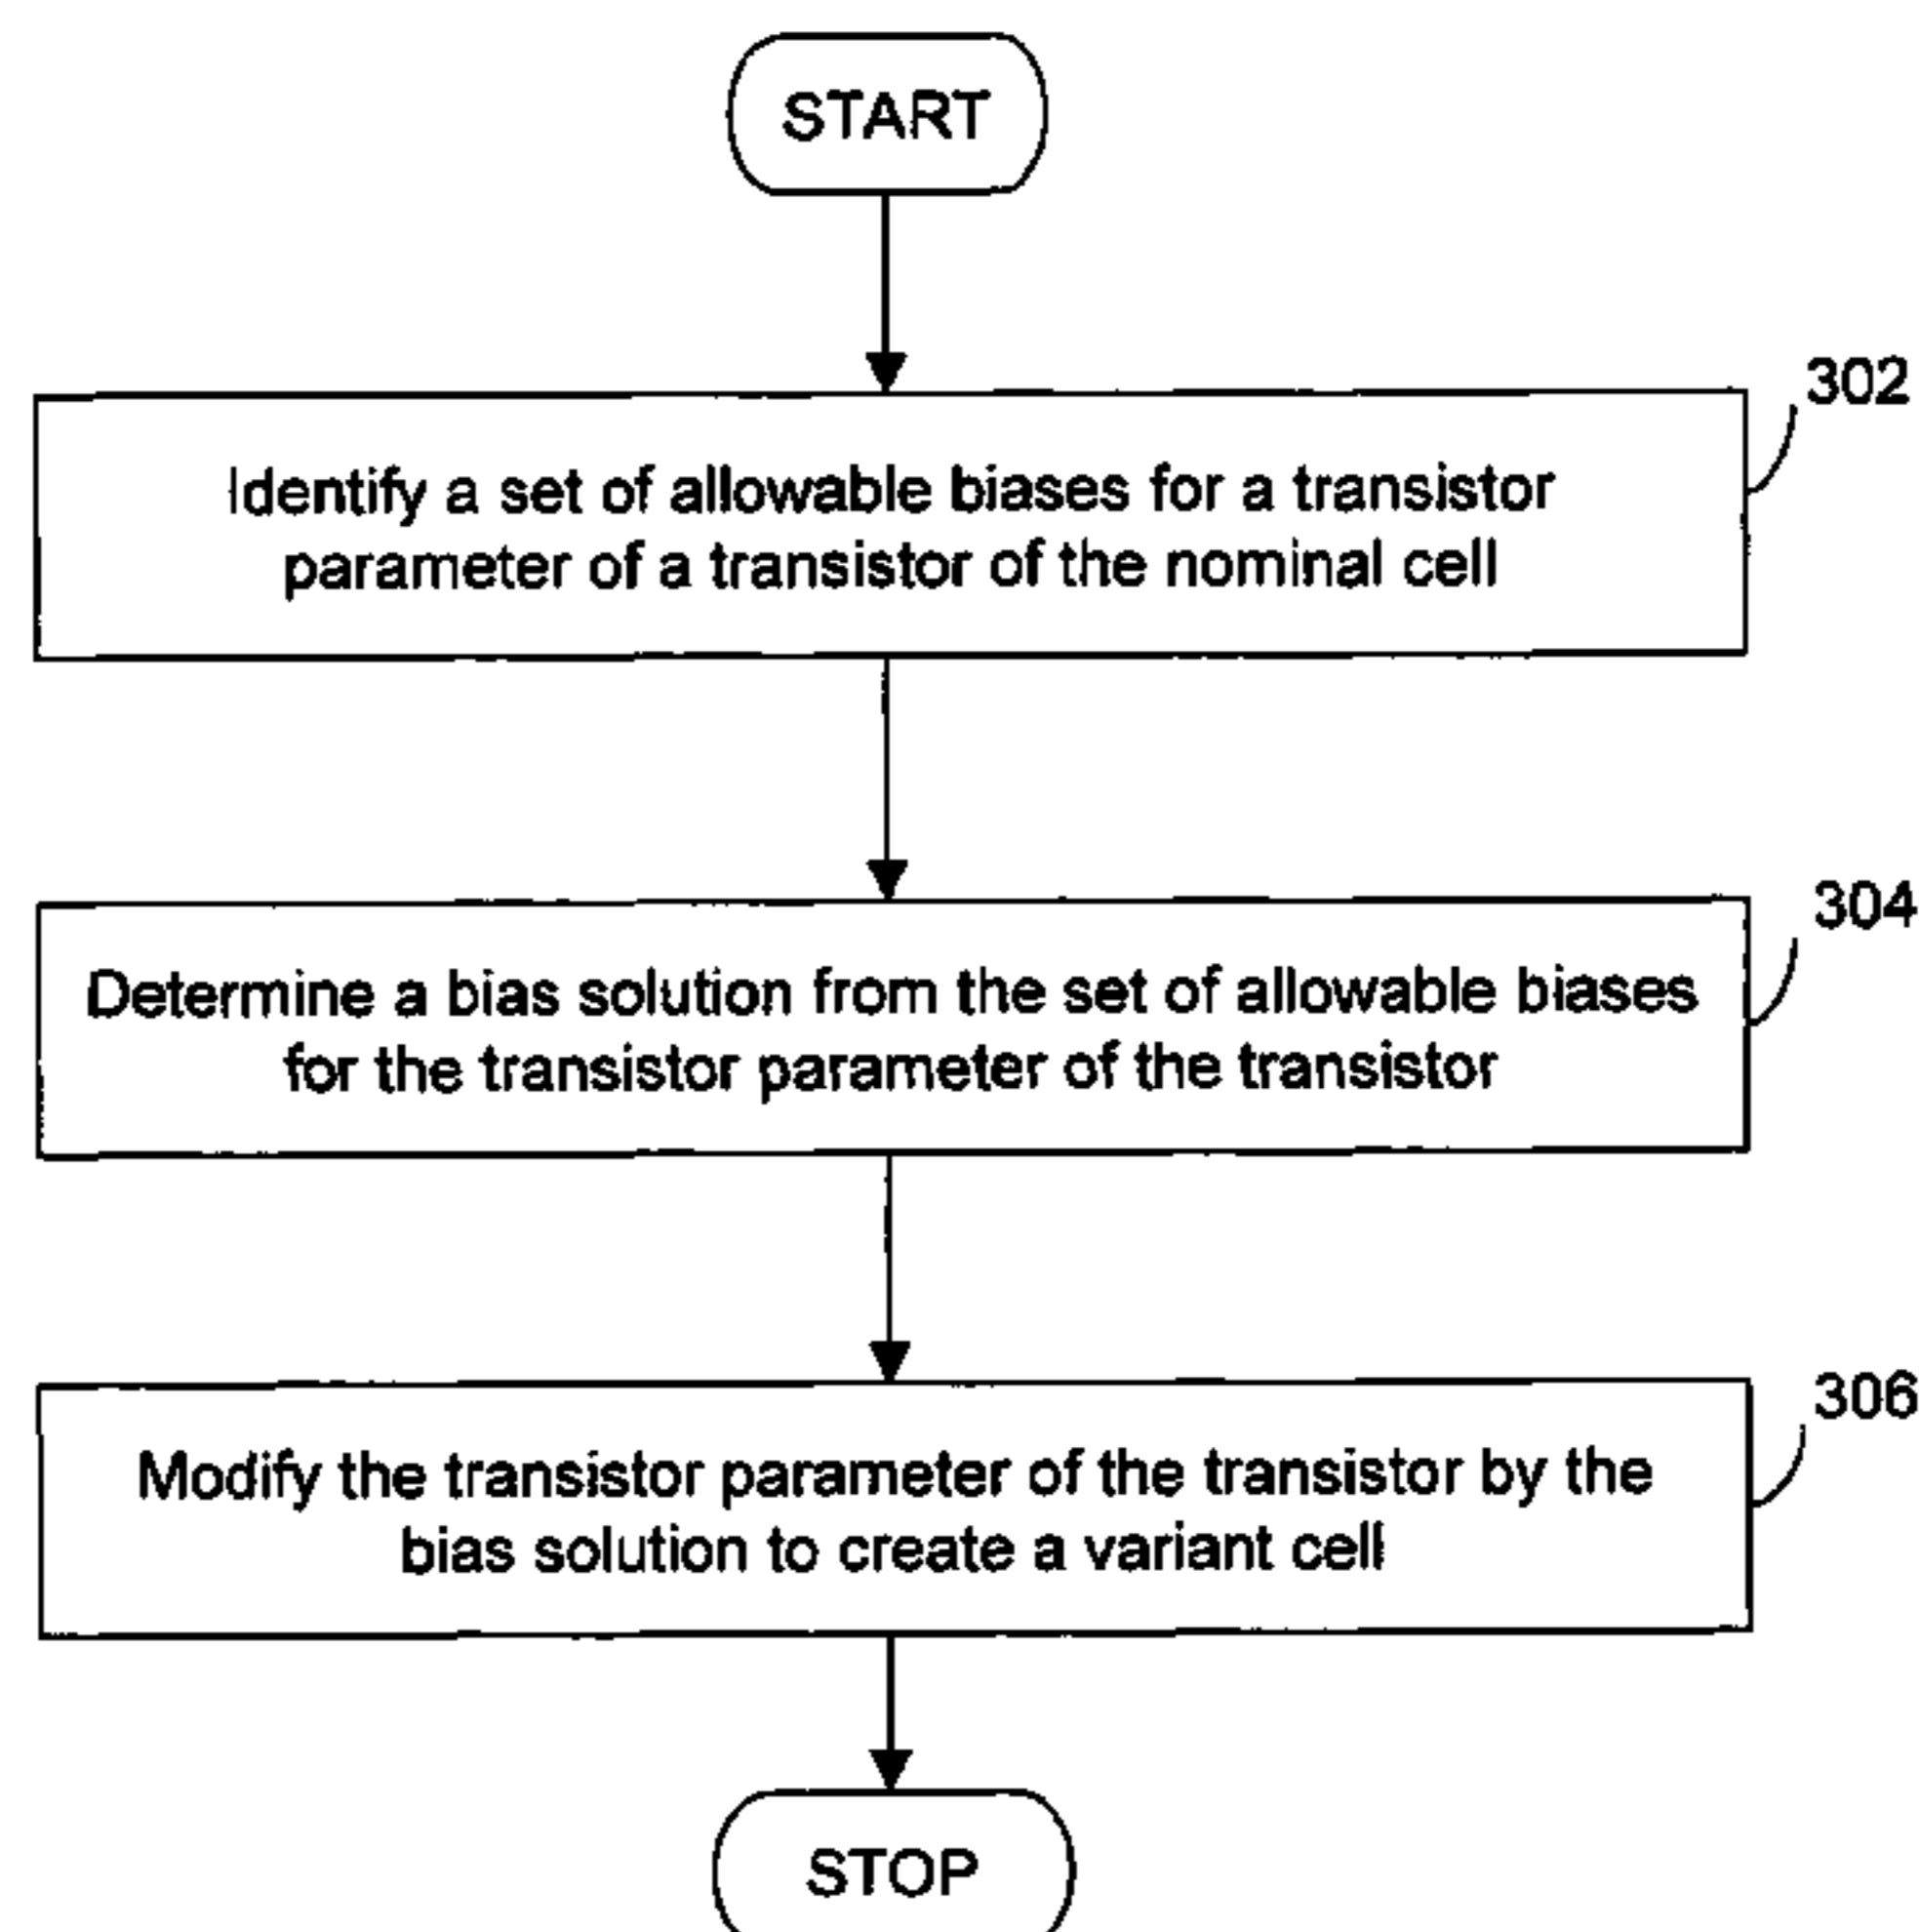 START
302
Identify a set of allowable biases for a transistor
parameter of a transistor of the nominal cell
304
Determine a bias solution from the set of allowable biases
for the transistor parameter of the transistor
306
Modify the transistor parameter of the transistor by the
bias solution to create a variant cell
STOP